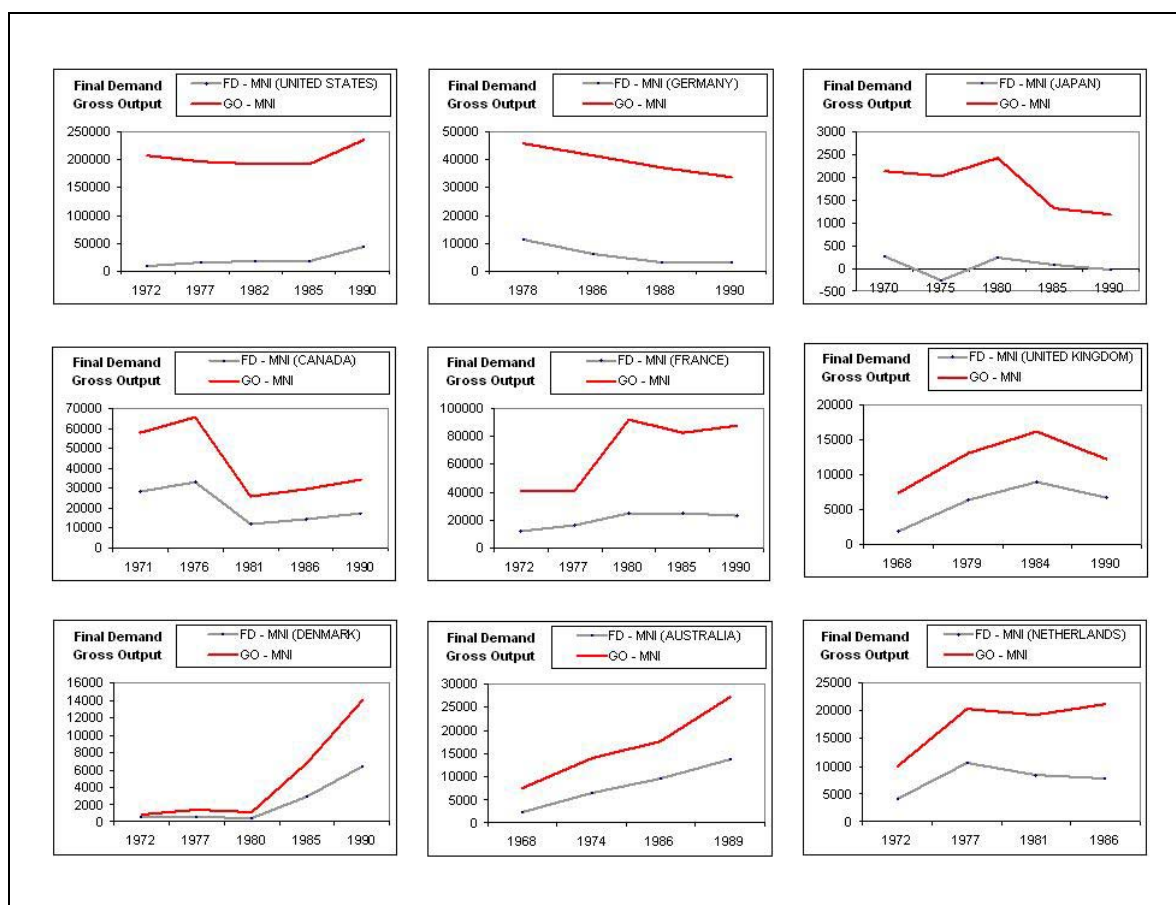 Final Demand
Gross Output
FD - MNI (UNITED STATES)
GO - MNI
250000
200000
150000
100000
50000
0
1972 1977 1982 1985 1990
Final Demand
Gross Output
FD - MNI (GERMANY)
GO - MNI
50000
40000
30000
20000
10000
0
1978 1986 1988 1990
Final Demand
Gross Output
FD - MNI (JAPAN)
GO - MNI
3000
2500
2000
1500
1000
500
0
-500
1970 1975 1980 1985 1990
Final Demand
Gross Output
FD - MNI (CANADA)
GO - MNI
70000
60000
50000
40000
30000
20000
10000
0
1971 1976 1981 1986 1990
Final Demand
Gross Output
FD - MNI (FRANCE)
GO - MNI
100000
80000
60000
40000
20000
0
1972 1977 1980 1985 1990
Final Demand
Gross Output
FD - MNI (UNITED KINGDOM)
GO - MNI
20000
15000
10000
5000
0
1968 1979 1984 1990
Final Demand
Gross Output
FD - MNI (DENMARK)
GO - MNI
16000
14000
12000
10000
8000
6000
4000
2000
0
1972 1977 1980 1985 1990
Final Demand
Gross Output
FD - MNI (AUSTRALIA)
GO - MNI
30000
25000
20000
15000
10000
5000
0
1968 1974 1986 1989
Final Demand
Gross Output
FD - MNI (NETHERLANDS)
GO - MNI
25000
20000
15000
10000
5000
0
1972 1977 1981 1986